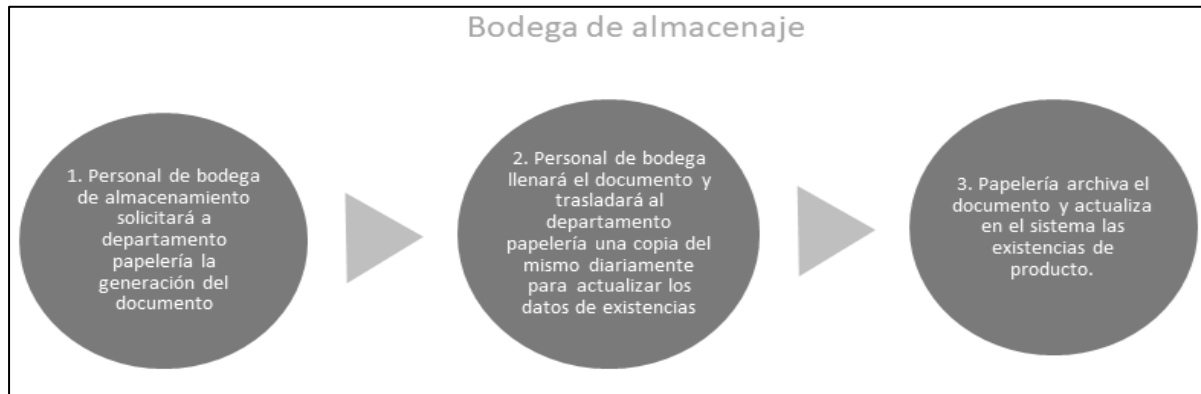 Bodega de almacenaje
1. Personal de bodega
de almacenamiento
solicitará a
departamento
papelería la
generación del
documento
2. Personal de bodega
llenará el documento y
trasladará al
departamento
papelería una copia del
mismo diariamente
para actualizar los
datos de existencias
3. Papelería archiva el
documento y actualiza
en el sistema las
existencias de
producto.